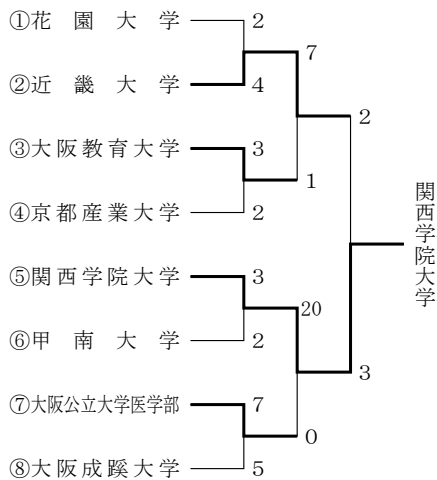 ①花園大学 2
7
②近畿大学 4
2
③大阪教育大学 3
1
④京都産業大学 2
関西学院大学
⑤関西学院大学 3
20
⑥甲南大学 2
3
⑦大阪公立大学医学部 7
0
⑧大阪成蹊大学 5